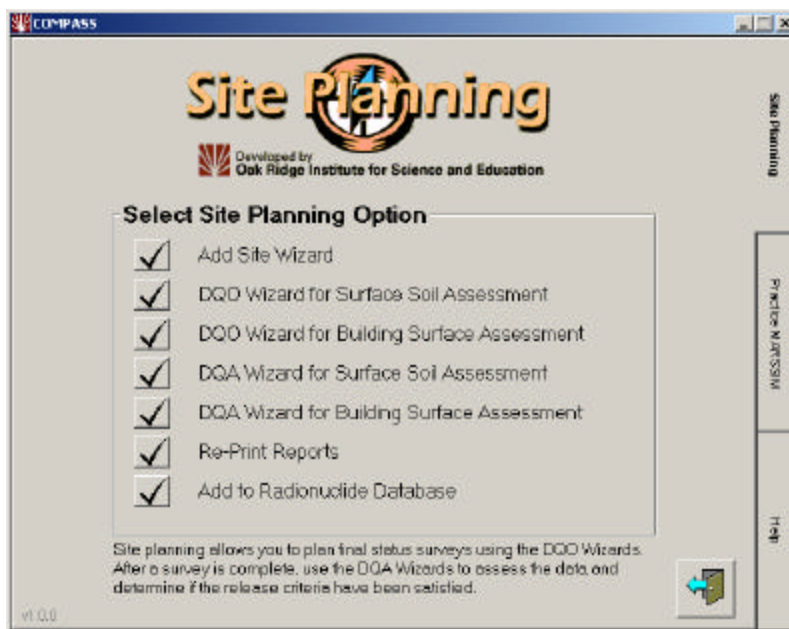 COMPASS
Site Planning
Developed by
Oak Ridge Institute for Science and Education
Select Site Planning Option
Add Site Wizard
DQO Wizard for Surface Soil Assessment
DQO Wizard for Building Surface Assessment
DQA Wizard for Surface Soil Assessment
DQA Wizard for Building Surface Assessment
Re-Print Reports
Add to Radionuclide Database
Site planning allows you to plan final status surveys using the DQO Wizards.
After a survey is complete, use the DQA Wizards to assess the data and
determine if the release criteria have been satisfied.
v1.0.0
Site Planning
Practice MARSSIM
Help